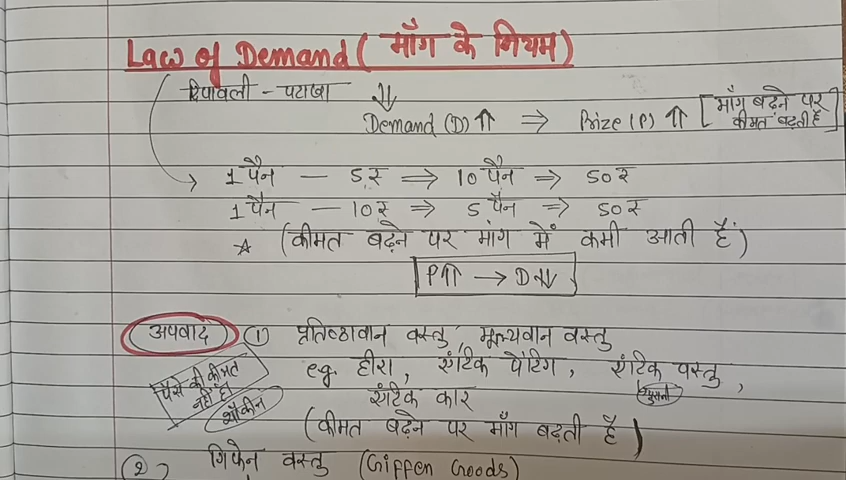 Law of Demand ( माँग के नियम )
दिपावली - पटाखा
Demand (D) ↑ ⇒ Prize (P) ↑ [ माँग बढ़ने पर
कीमत बढ़ती है ]
1 पैन — 5 ₹ ⇒ 10 पैन ⇒ 50 ₹
1 पैन — 10 ₹ ⇒ 5 पैन ⇒ 50 ₹
☆ (कीमत बढ़ने पर मांग में कमी आती है)
P↑ → D↓
अपवाद (1) प्रतिष्ठावान वस्तु, मूल्यवान वस्तु
eg. हीरा, एंटिक पेंटिग, एंटिक वस्तु,
पैसे की कीमत
नहीं है
शौकीन
एंटिक कार
(कीमत बढ़ने पर माँग बढ़ती है)
(2) गिफेन वस्तु (Giffen Goods)